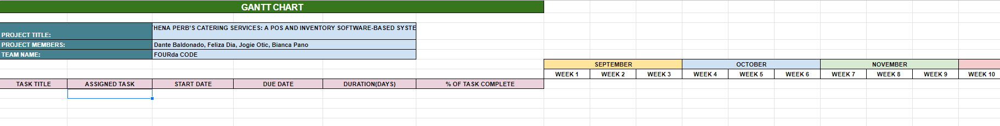 GANTT CHART
PROJECT TITLE: HENA PERB'S CATERING SERVICES: A POS AND INVENTORY SOFTWARE-BASED SYSTE
PROJECT MEMBERS: Dante Baldonado, Feliza Dia, Jogie Otic, Bianca Pano
TEAM NAME: FOURda CODE
SEPTEMBER OCTOBER NOVEMBER
WEEK 1 WEEK 2 WEEK 3 WEEK 4 WEEK 5 WEEK 6 WEEK 7 WEEK 8 WEEK 9 WEEK 10
TASK TITLE ASSIGNED TASK START DATE DUE DATE DURATION(DAYS) % OF TASK COMPLETE